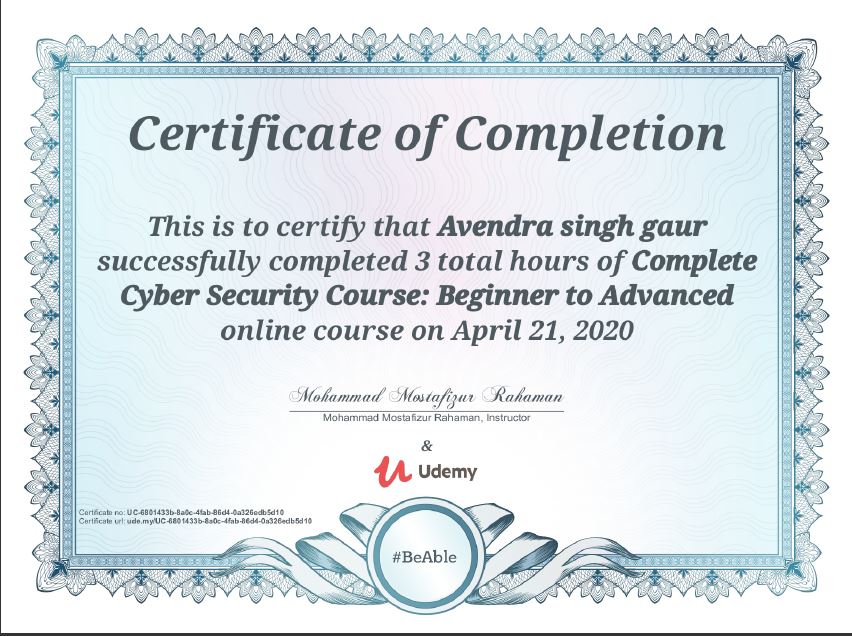 Certificate of Completion
This is to certify that Avendra singh gaur
successfully completed 3 total hours of Complete
Cyber Security Course: Beginner to Advanced
online course on April 21, 2020
Mohammad Mostafizur Rahaman
Mohammad Mostafizur Rahaman, Instructor
&
Udemy
Certificate no: UC-6801433b-8a0c-4fab-86d4-0a326edb5d10
Certificate url: ude.my/UC-6801433b-8a0c-4fab-86d4-0a326edb5d10
#BeAble